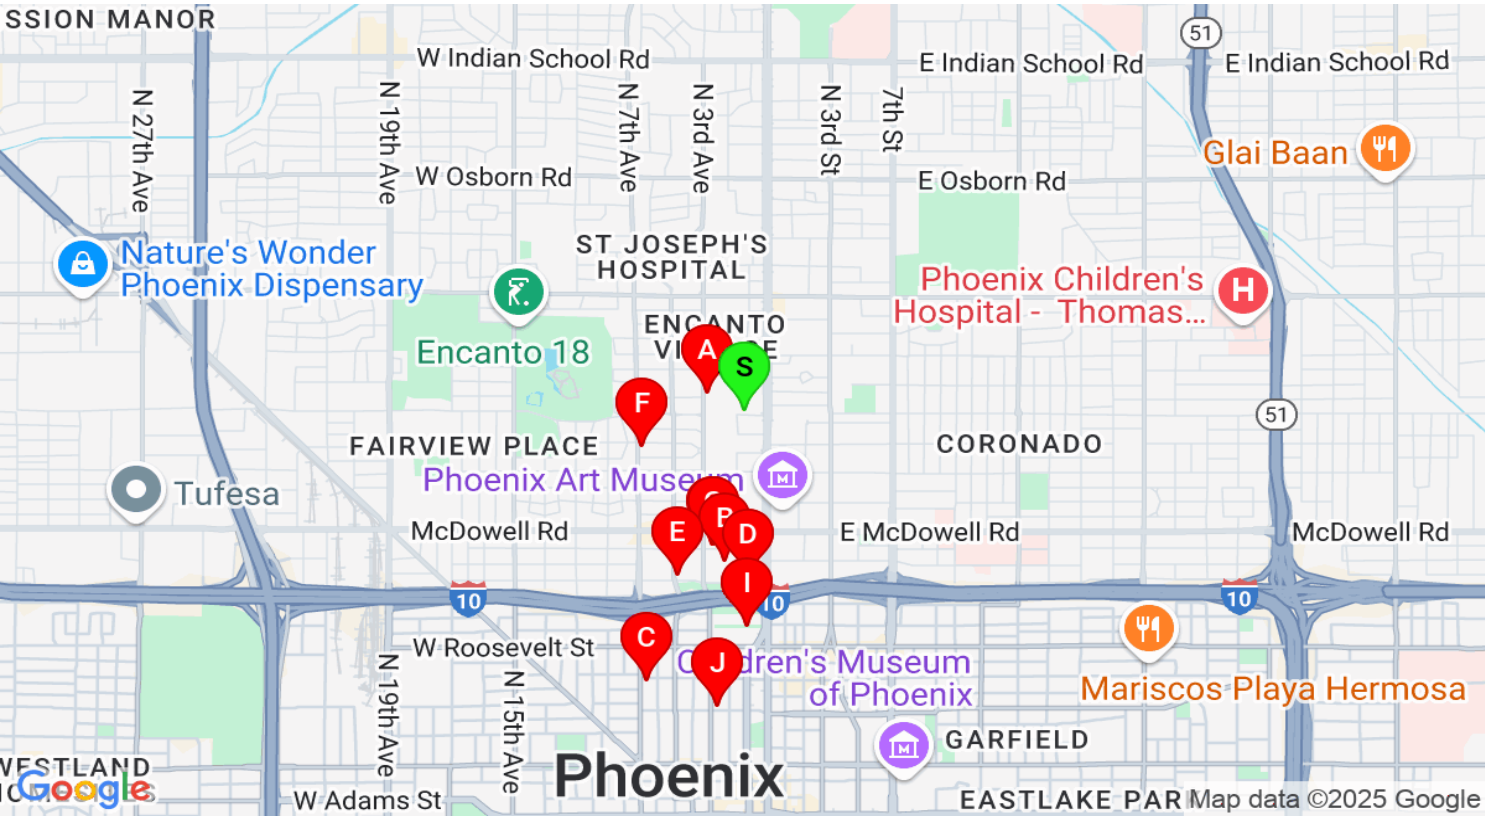 SSION MANOR
51
W Indian School Rd
E Indian School Rd
E Indian School Rd
N 27th Ave
N 19th Ave
N 7th Ave
N 3rd Ave
N 3rd St
7th St
Glai Baan
W Osborn Rd
E Osborn Rd
Nature's Wonder
Phoenix Dispensary
ST JOSEPH'S
HOSPITAL
Phoenix Children's
Hospital - Thomas...
H
ENCANTO
Encanto 18
A
S
F
51
FAIRVIEW PLACE
CORONADO
Phoenix Art Museum
Tufesa
B
E
D
McDowell Rd
E McDowell Rd
McDowell Rd
I
10
10
10
C
W Roosevelt St
J
Children's Museum
of Phoenix
N 19th Ave
N 15th Ave
Mariscos Playa Hermosa
GARFIELD
WESTLAND
Google
Phoenix
W Adams St
EASTLAKE PAR
Map data ©2025 Google